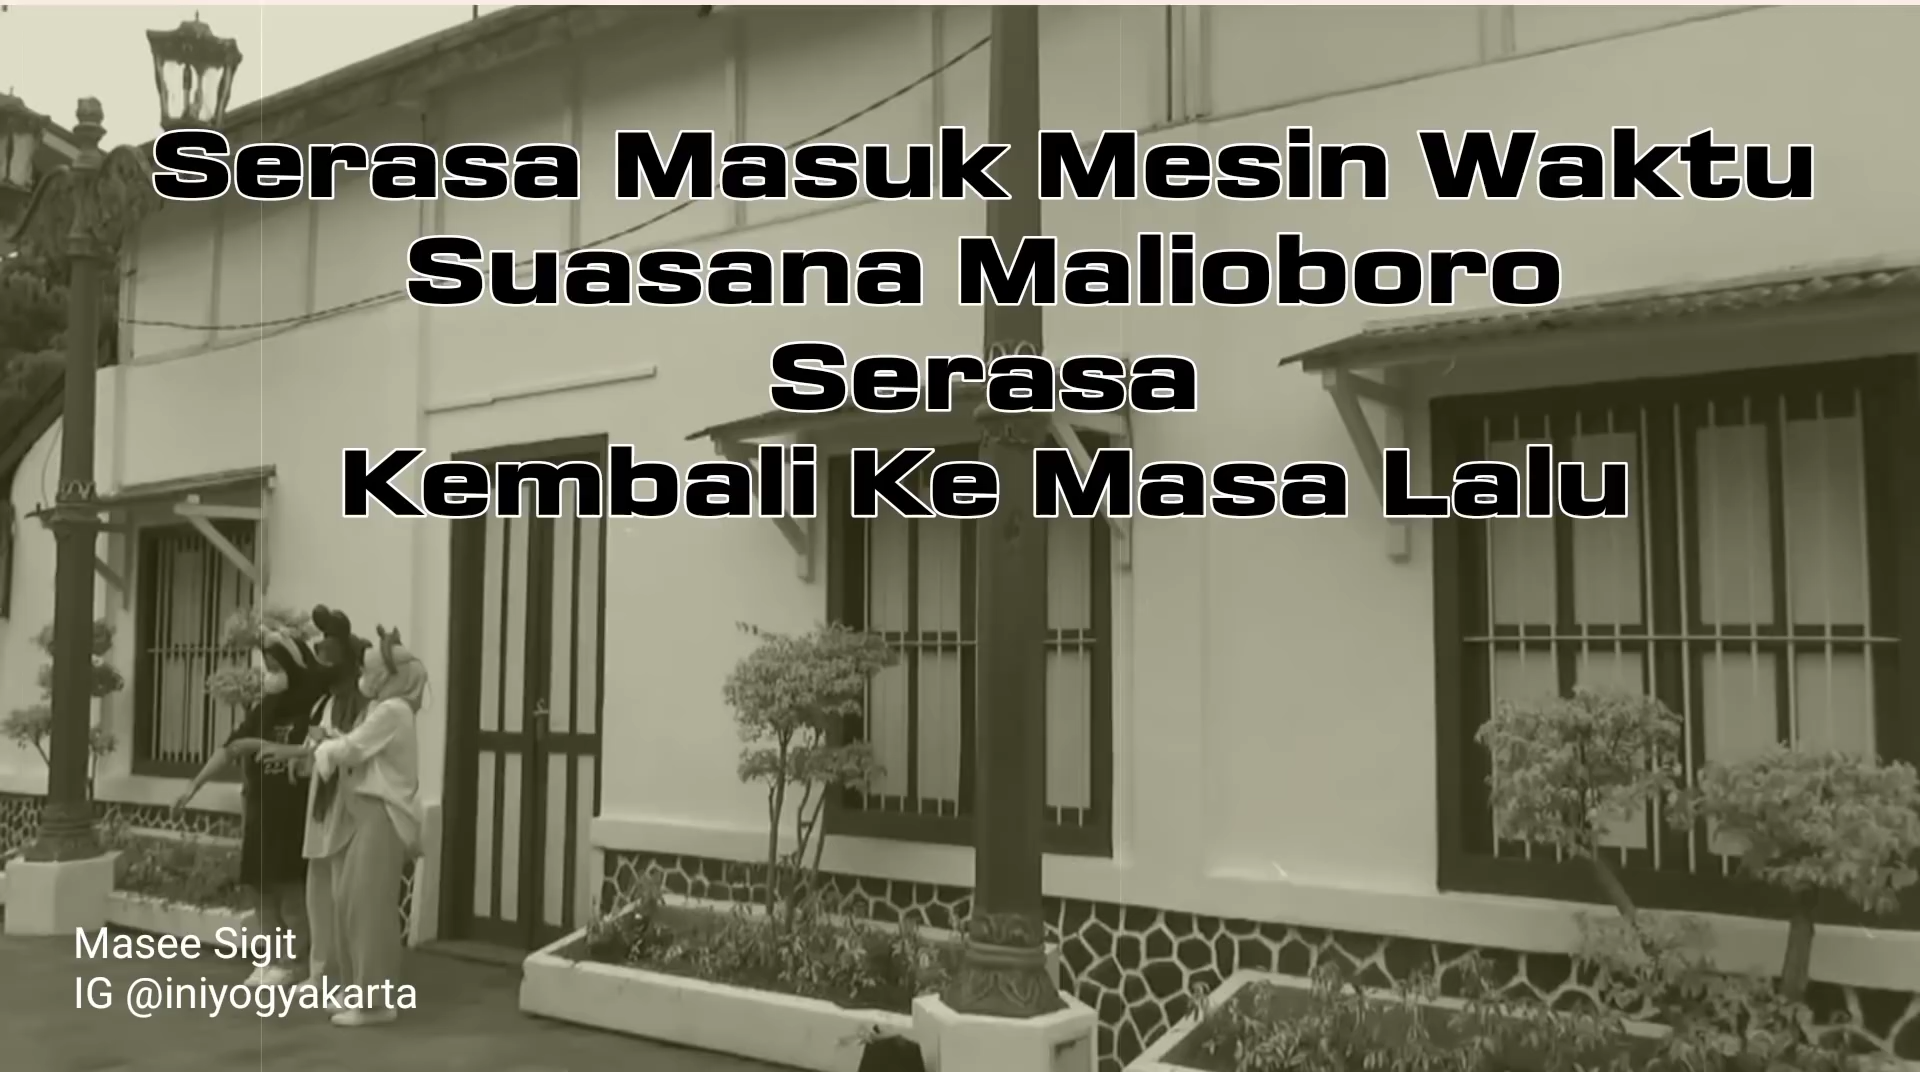 Serasa Masuk Mesin Waktu
Suasana Malioboro
Serasa
Kembali Ke Masa Lalu
Masee Sigit
IG @iniyogyakarta